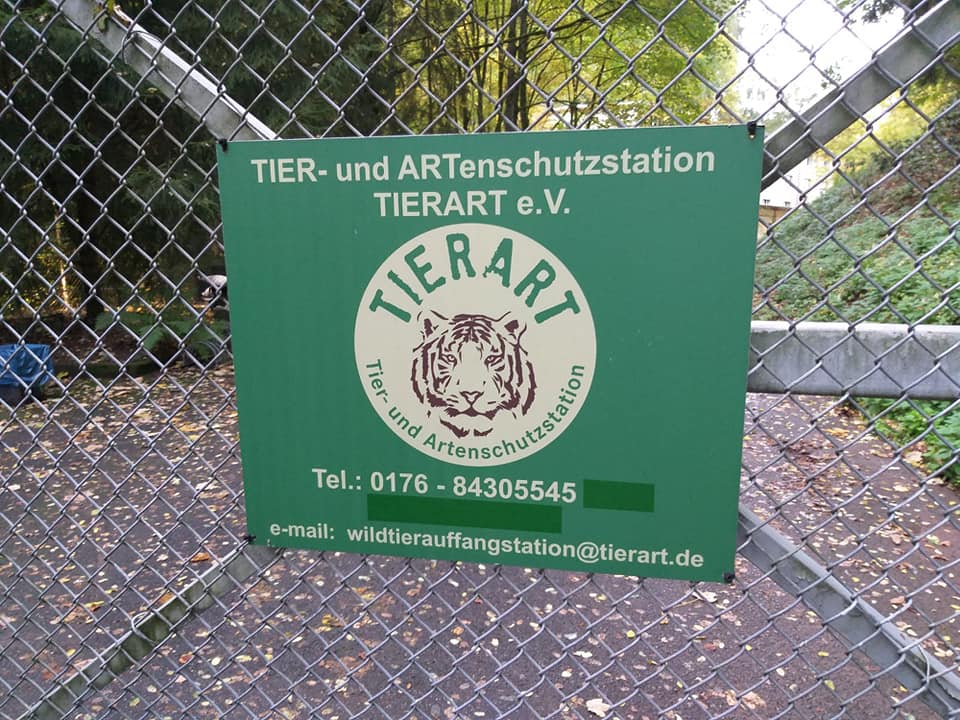 TIER- und ARTenschutzstation
TIERART e.V.
TIERART
Tier- und Artenschutzstation
Tel.: 0176 - 84305545
e-mail: wildtierauffangstation@tierart.de